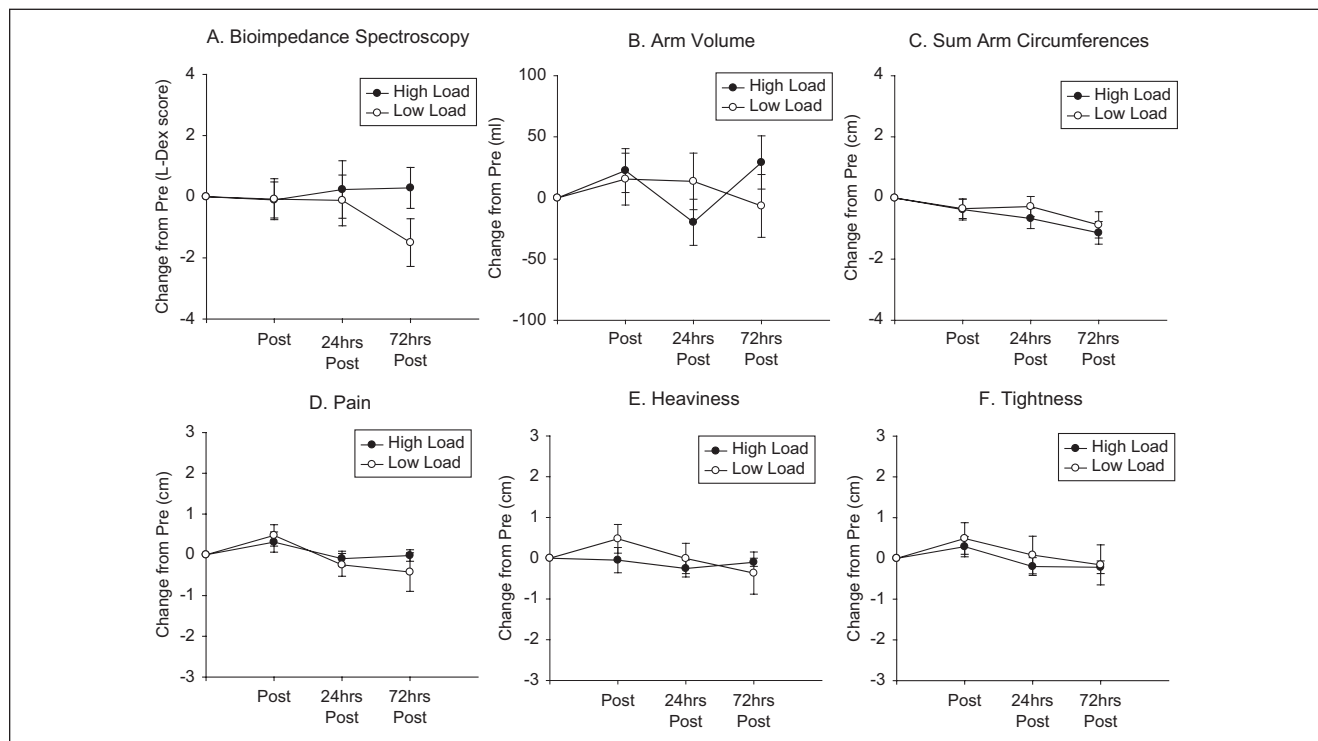 A. Bioimpedance Spectroscopy
Change from Pre (L-Dex score)
4
2
0
-2
-4
High Load
Low Load
Post
24hrs
Post
72hrs
Post
B. Arm Volume
Change from Pre (ml)
100
50
0
-50
-100
High Load
Low Load
Post
24hrs
Post
72hrs
Post
C. Sum Arm Circumferences
Change from Pre (cm)
4
2
0
-2
-4
High Load
Low Load
Post
24hrs
Post
72hrs
Post
D. Pain
Change from Pre (cm)
3
2
1
0
-1
-2
-3
High Load
Low Load
Post
24hrs
Post
72hrs
Post
E. Heaviness
Change from Pre (cm)
3
2
1
0
-1
-2
-3
High Load
Low Load
Post
24hrs
Post
72hrs
Post
F. Tightness
Change from Pre (cm)
3
2
1
0
-1
-2
-3
High Load
Low Load
Post
24hrs
Post
72hrs
Post